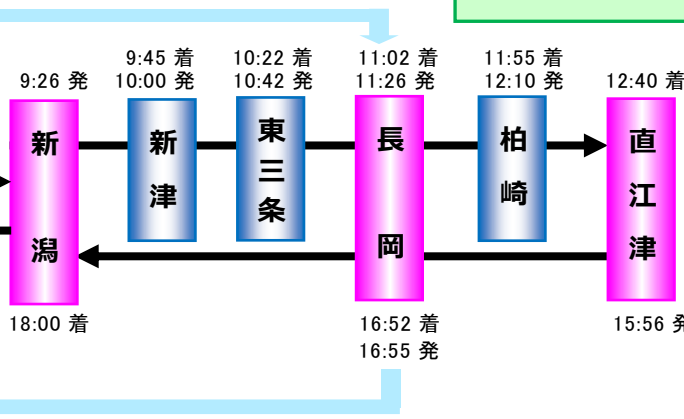 9:26 発
9:45 着
10:00 発
10:22 着
10:42 発
11:02 着
11:26 発
11:55 着
12:10 発
12:40 着
新潟
新津
東三条
長岡
柏崎
直江津
18:00 着
16:52 着
16:55 発
15:56 発